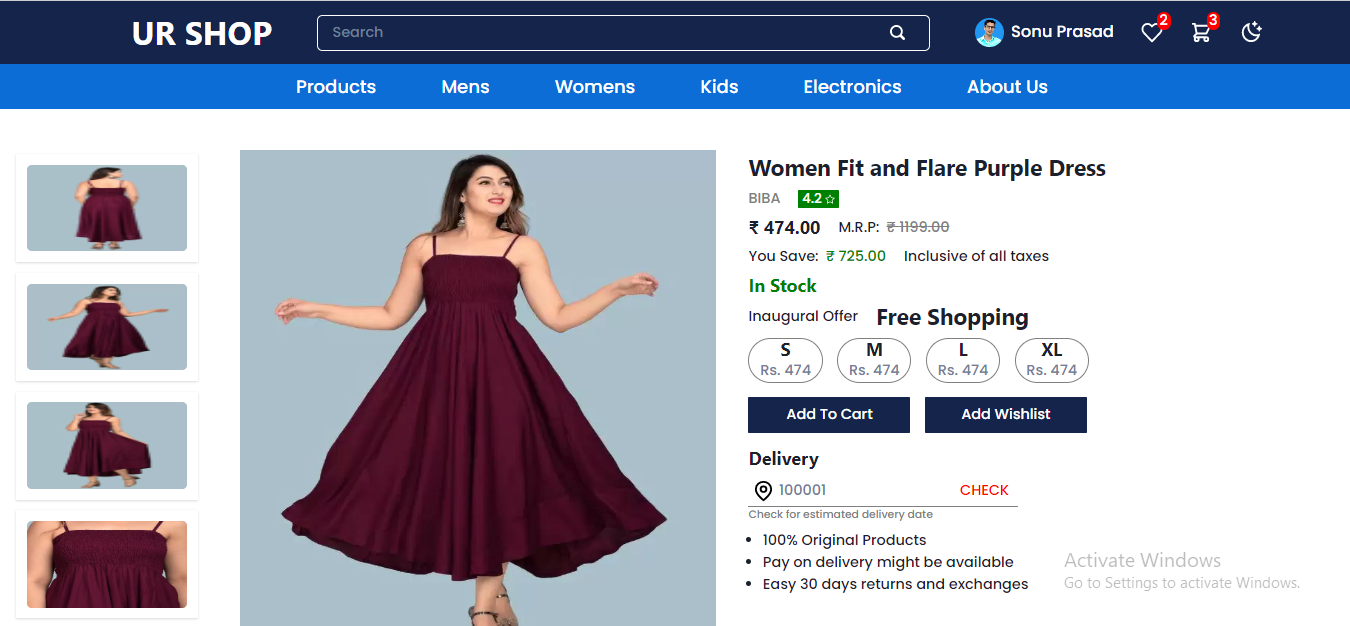 UR SHOP
Search
Sonu Prasad
2
3
Products Mens Womens Kids Electronics About Us
Women Fit and Flare Purple Dress
BIBA 4.2
₹ 474.00 M.R.P: ₹ 1199.00
You Save: ₹ 725.00 Inclusive of all taxes
In Stock
Inaugural Offer Free Shopping
S M L XL
Rs. 474 Rs. 474 Rs. 474 Rs. 474
Add To Cart Add Wishlist
Delivery
100001 CHECK
Check for estimated delivery date
100% Original Products
Pay on delivery might be available
Easy 30 days returns and exchanges
Activate Windows
Go to Settings to activate Windows.